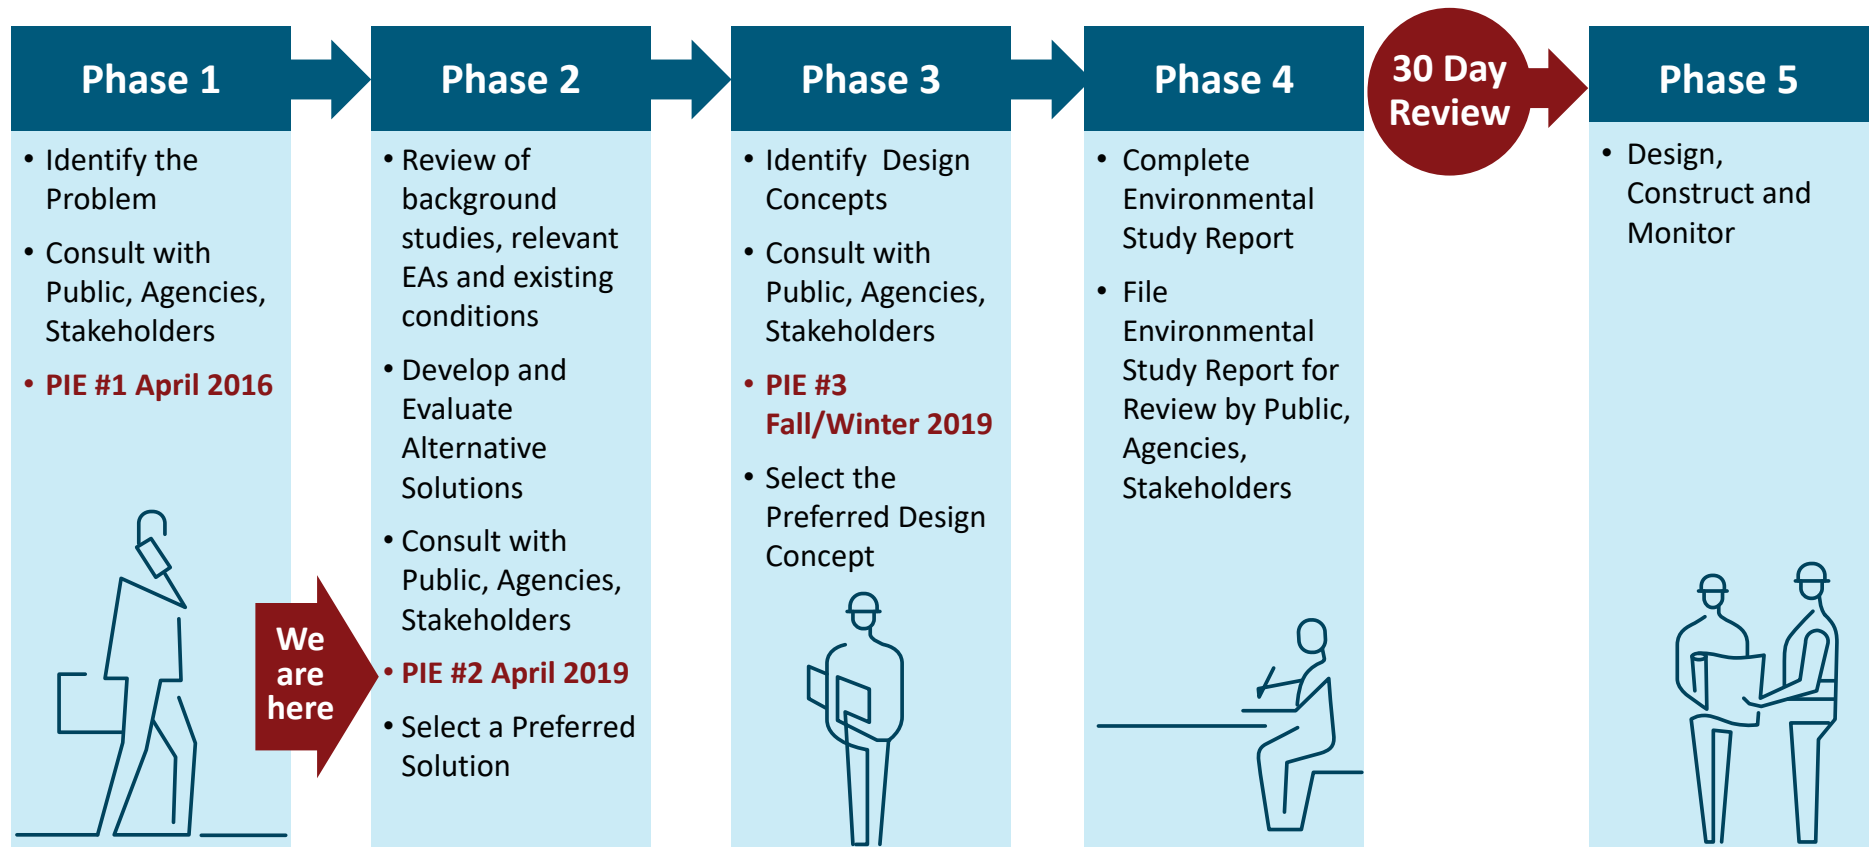 Phase 1
• Identify the
Problem
• Consult with
Public, Agencies,
Stakeholders
• PIE #1 April 2016
We
are
here
Phase 2
• Review of
background
studies, relevant
EAs and existing
conditions
• Develop and
Evaluate
Alternative
Solutions
• Consult with
Public, Agencies,
Stakeholders
• PIE #2 April 2019
• Select a Preferred
Solution
Phase 3
• Identify Design
Concepts
• Consult with
Public, Agencies,
Stakeholders
• PIE #3
Fall/Winter 2019
• Select the
Preferred Design
Concept
Phase 4
• Complete
Environmental
Study Report
• File
Environmental
Study Report for
Review by Public,
Agencies,
Stakeholders
30 Day
Review
Phase 5
• Design,
Construct and
Monitor